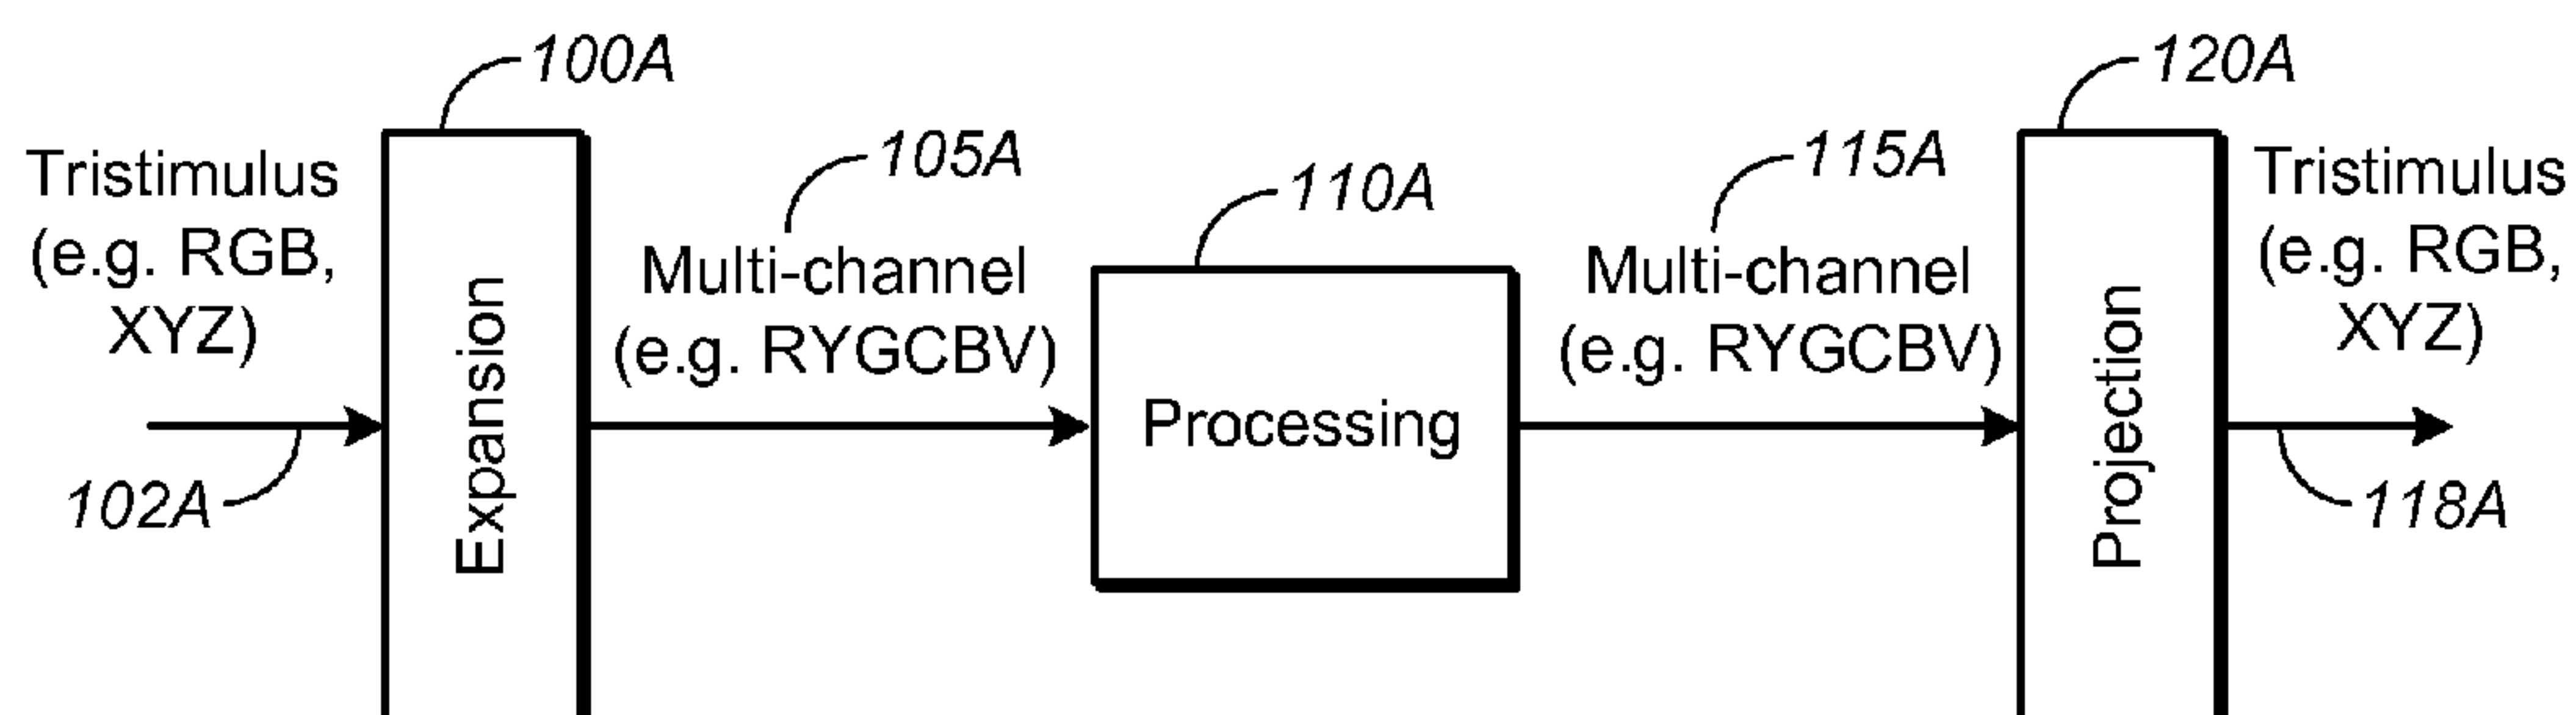 100A
120A
105A
115A
110A
Tristimulus
(e.g. RGB,
XYZ)
Expansion
Multi-channel
(e.g. RYGCBV)
Processing
Multi-channel
(e.g. RYGCBV)
Projection
Tristimulus
(e.g. RGB,
XYZ)
102A
118A